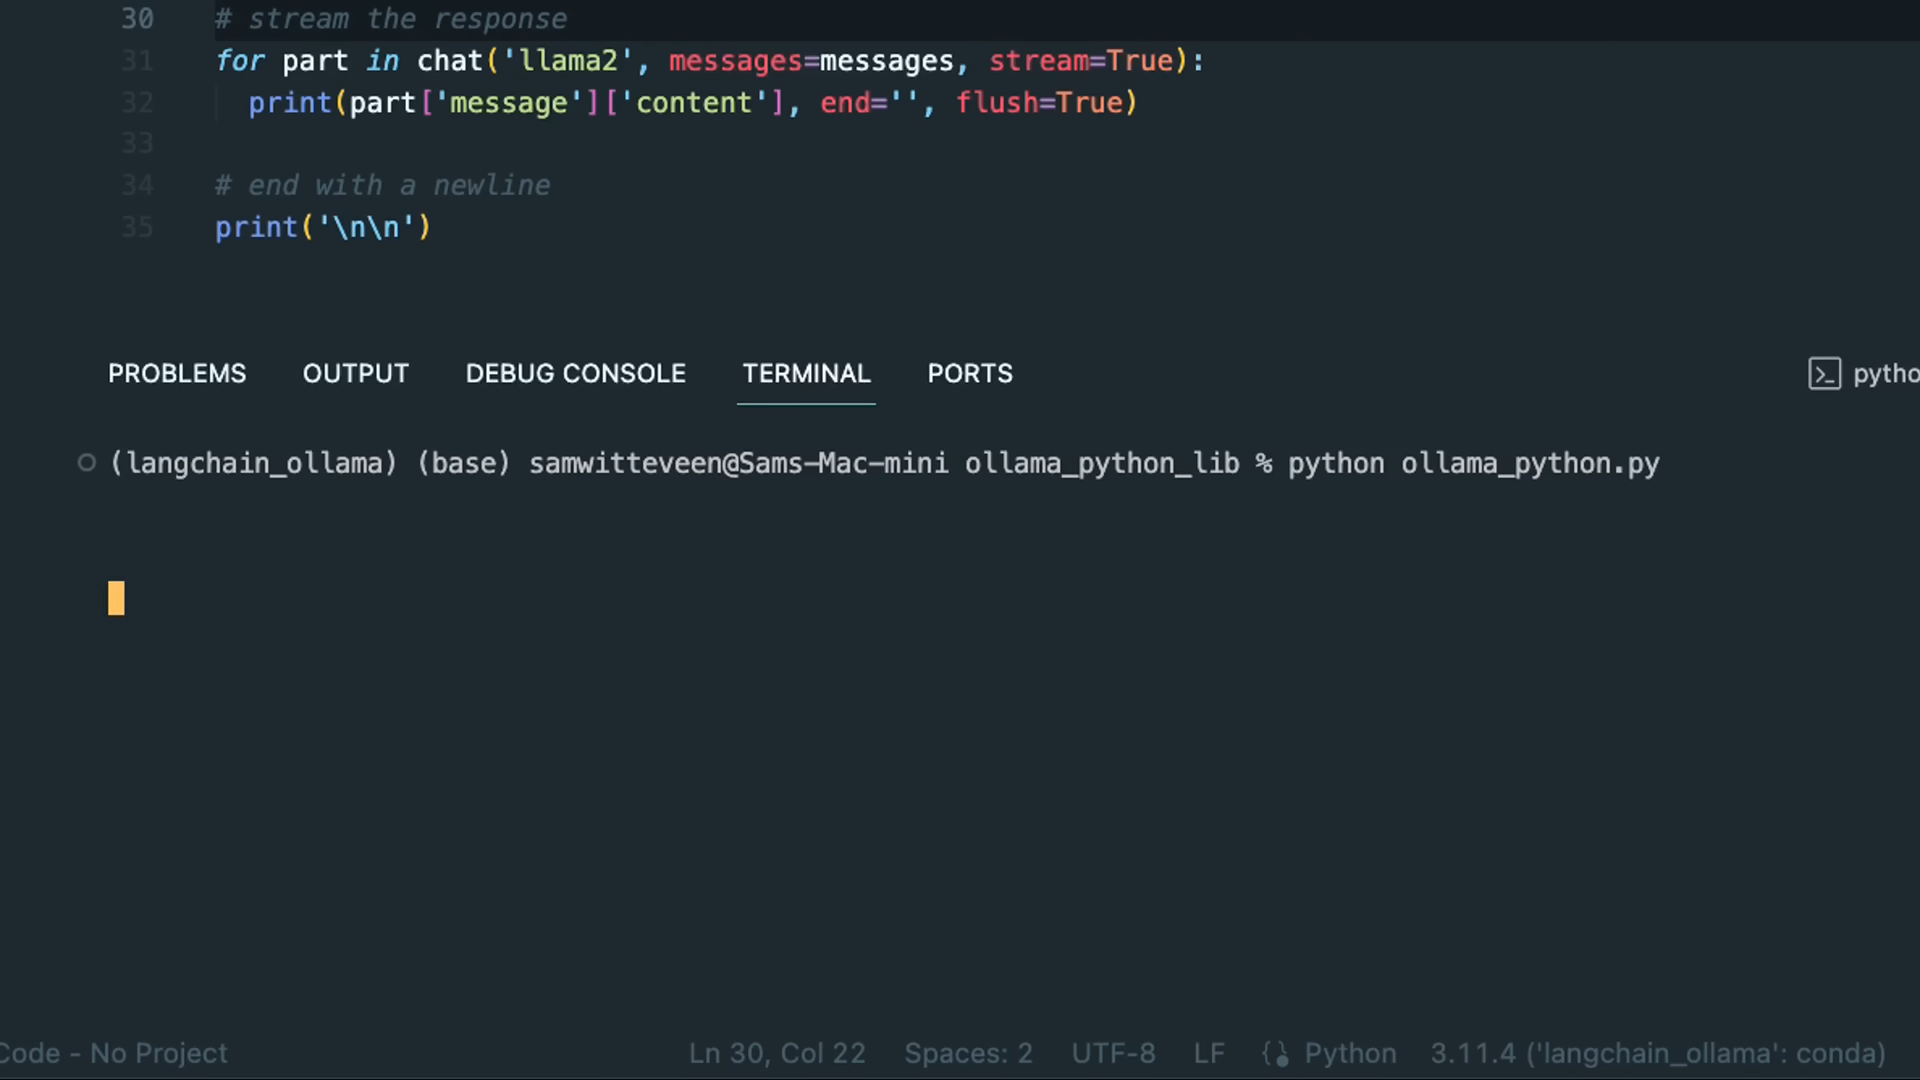 30 # stream the response
31 for part in chat('llama2', messages=messages, stream=True):
32 print(part['message']['content'], end='', flush=True)
33
34 # end with a newline
35 print('\n\n')
PROBLEMS OUTPUT DEBUG CONSOLE TERMINAL PORTS pytho
(langchain_ollama) (base) samwitteveen@Sams-Mac-mini ollama_python_lib % python ollama_python.py
Code - No Project Ln 30, Col 22 Spaces: 2 UTF-8 LF Python 3.11.4 ('langchain_ollama': conda)